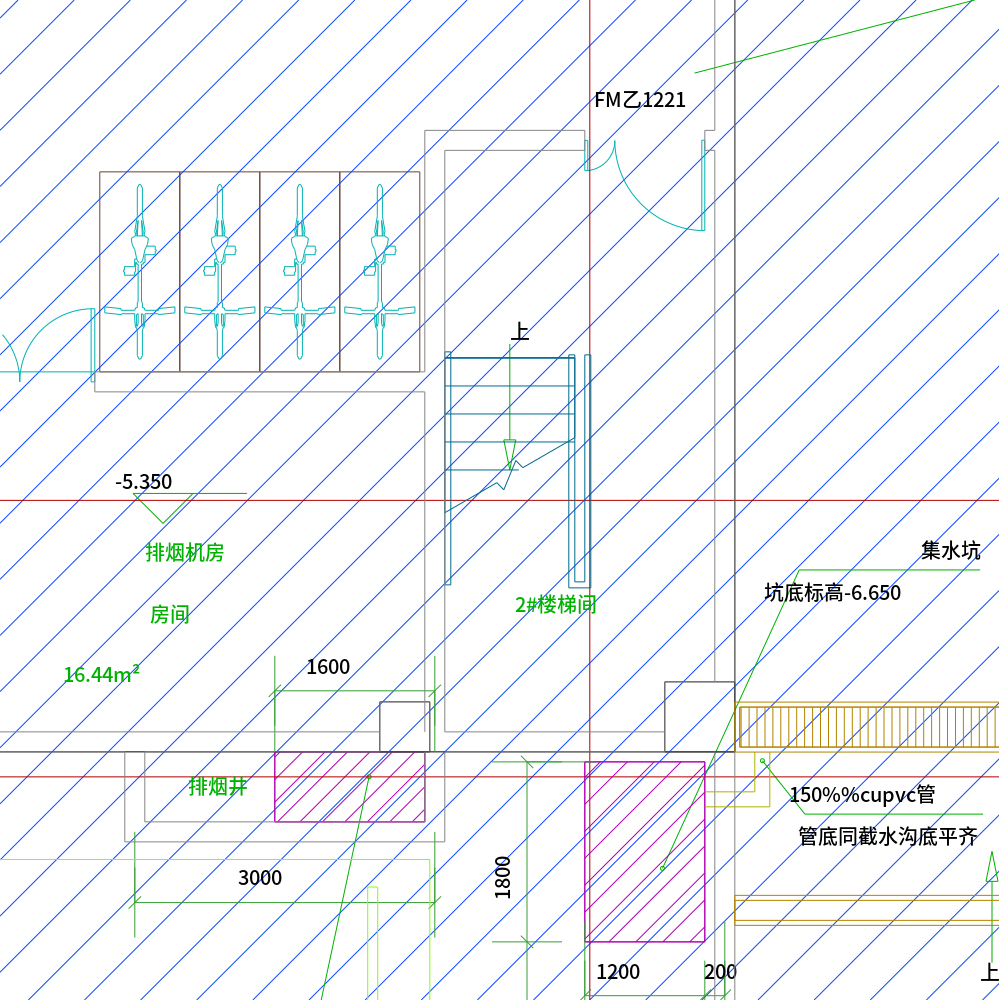 FM乙1221
上
-5.350
排烟机房
房间
16.44m²
2#楼梯间
集水坑
坑底标高-6.650
1600
排烟井
150%%cupvc管
管底同截水沟底平齐
3000
1800
1200
200
上